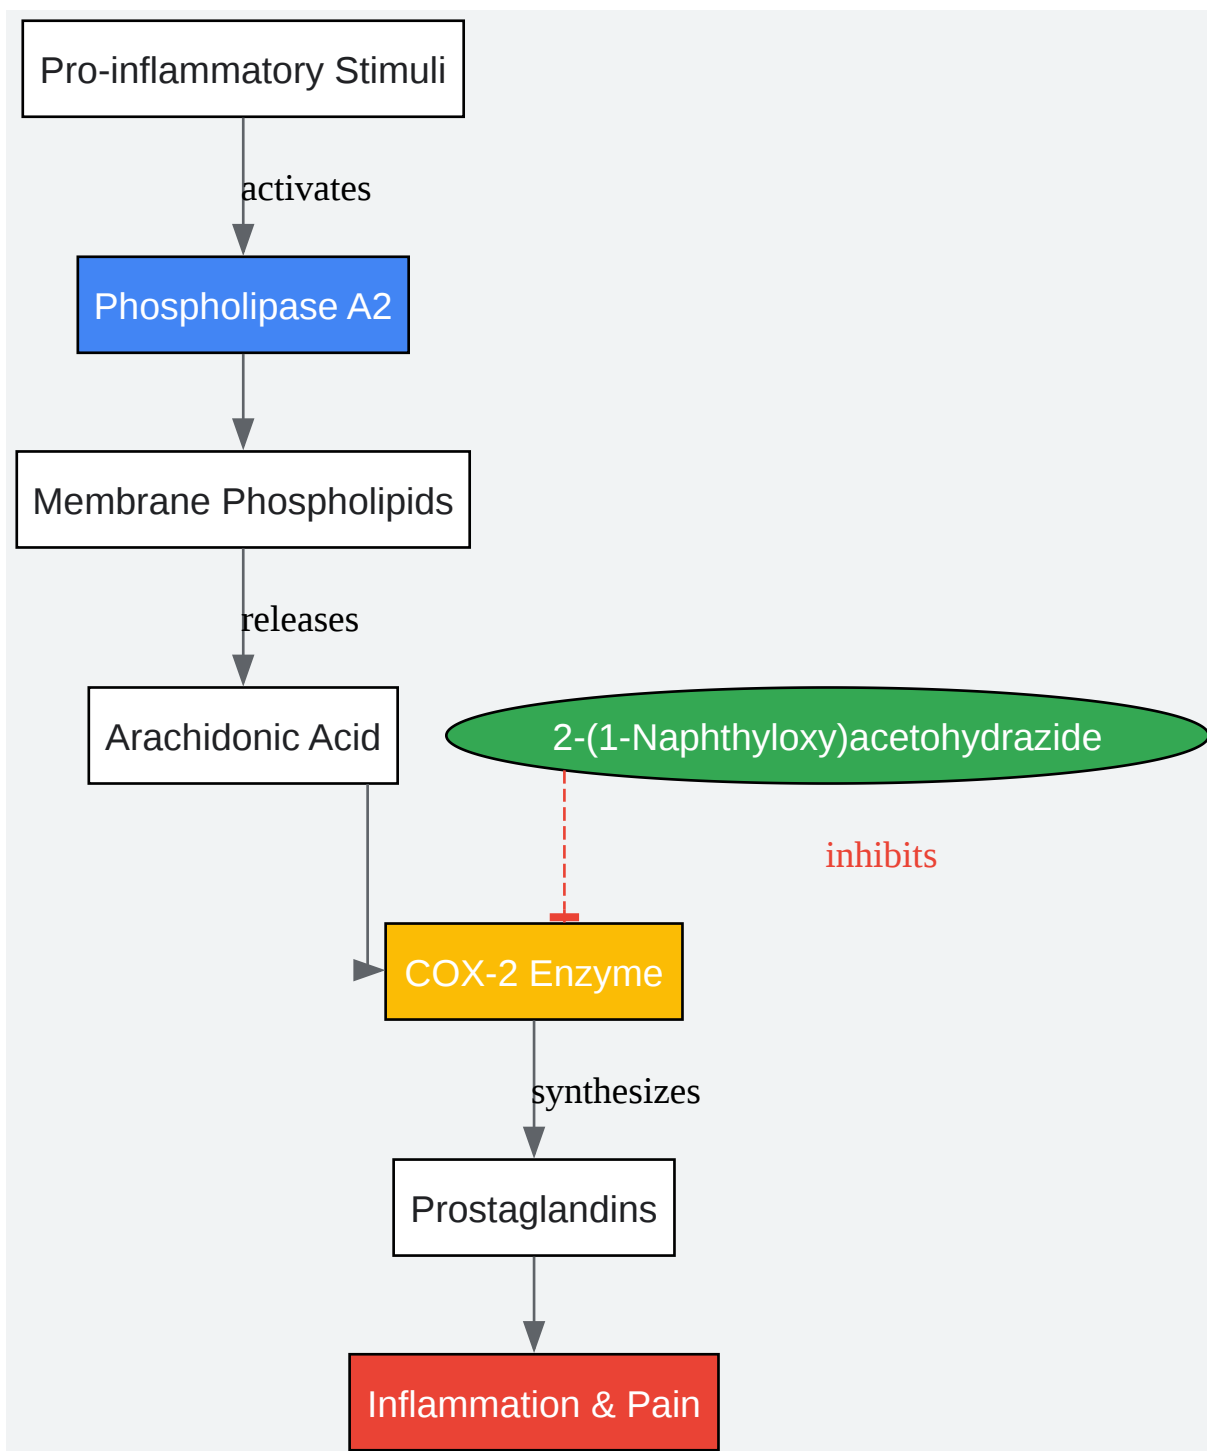 Pro-inflammatory Stimuli
activates
Phospholipase A2
Membrane Phospholipids
releases
Arachidonic Acid
2-(1-Naphthyloxy)acetohydrazide
inhibits
COX-2 Enzyme
synthesizes
Prostaglandins
Inflammation & Pain